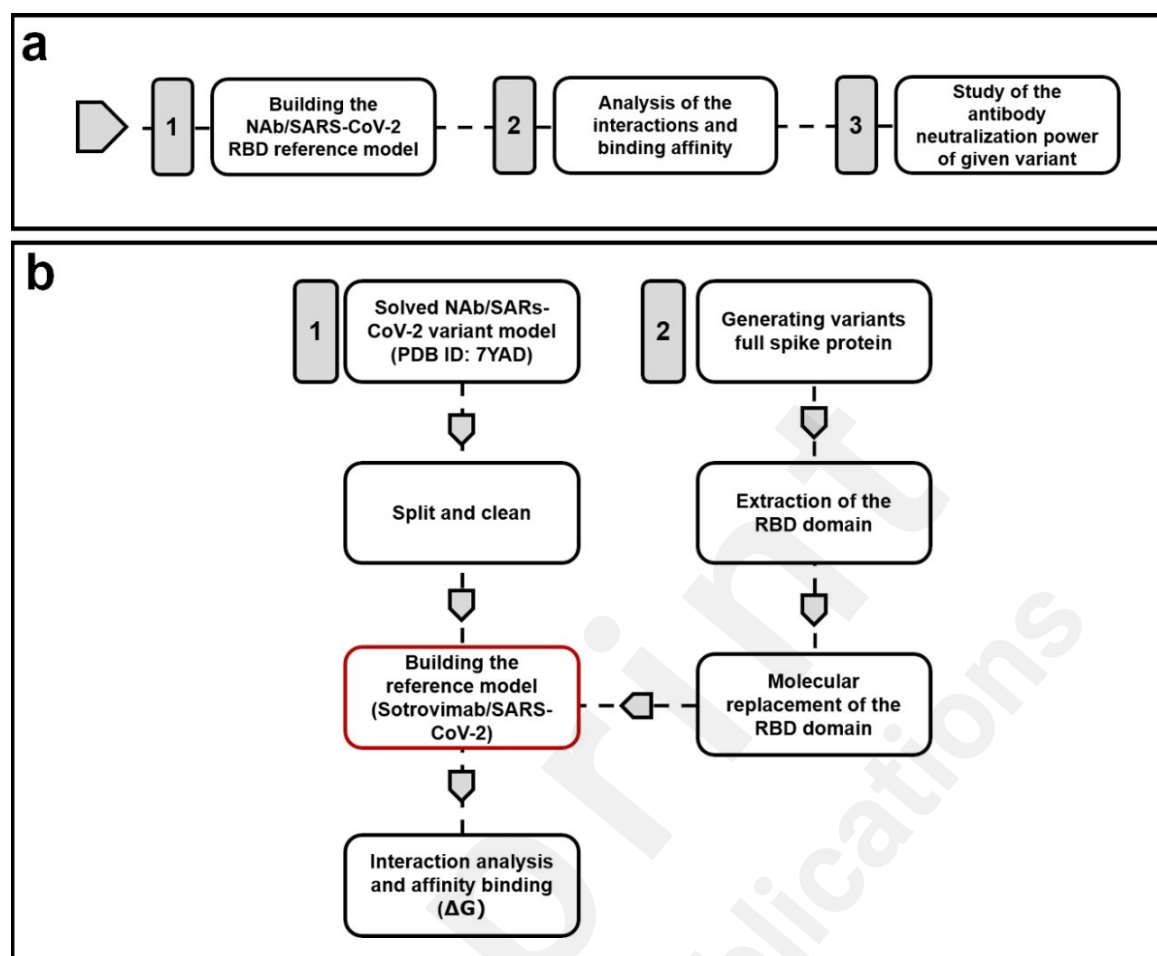 a
1
Building the
NAb/SARS-CoV-2
RBD reference model
2
Analysis of the
interactions and
binding affinity
3
Study of the
antibody
neutralization power
of given variant
b
1
Solved NAb/SARs-
CoV-2 variant model
(PDB ID: 7YAD)
2
Generating variants
full spike protein
Split and clean
Extraction of the
RBD domain
Building the
reference model
(Sotrovimab/SARS-
CoV-2)
Molecular
replacement of the
RBD domain
Interaction analysis
and affinity binding
(ΔG)
print
plications